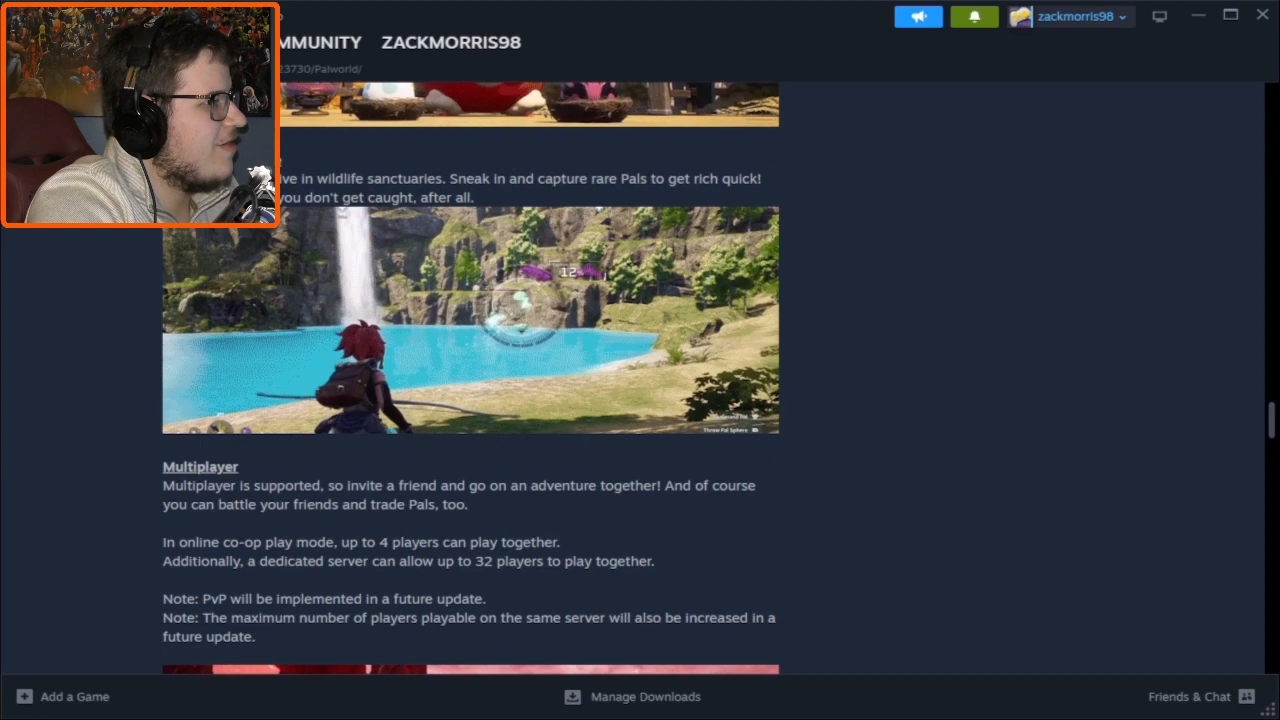 MMUNITY ZACKMORRIS98
zackmorris98
23730/Palworld/
ive in wildlife sanctuaries. Sneak in and capture rare Pals to get rich quick!
you don't get caught, after all.
12
Throw Pal Sphere
Multiplayer
Multiplayer is supported, so invite a friend and go on an adventure together! And of course
you can battle your friends and trade Pals, too.
In online co-op play mode, up to 4 players can play together.
Additionally, a dedicated server can allow up to 32 players to play together.
Note: PvP will be implemented in a future update.
Note: The maximum number of players playable on the same server will also be increased in a
future update.
Add a Game
Manage Downloads
Friends & Chat